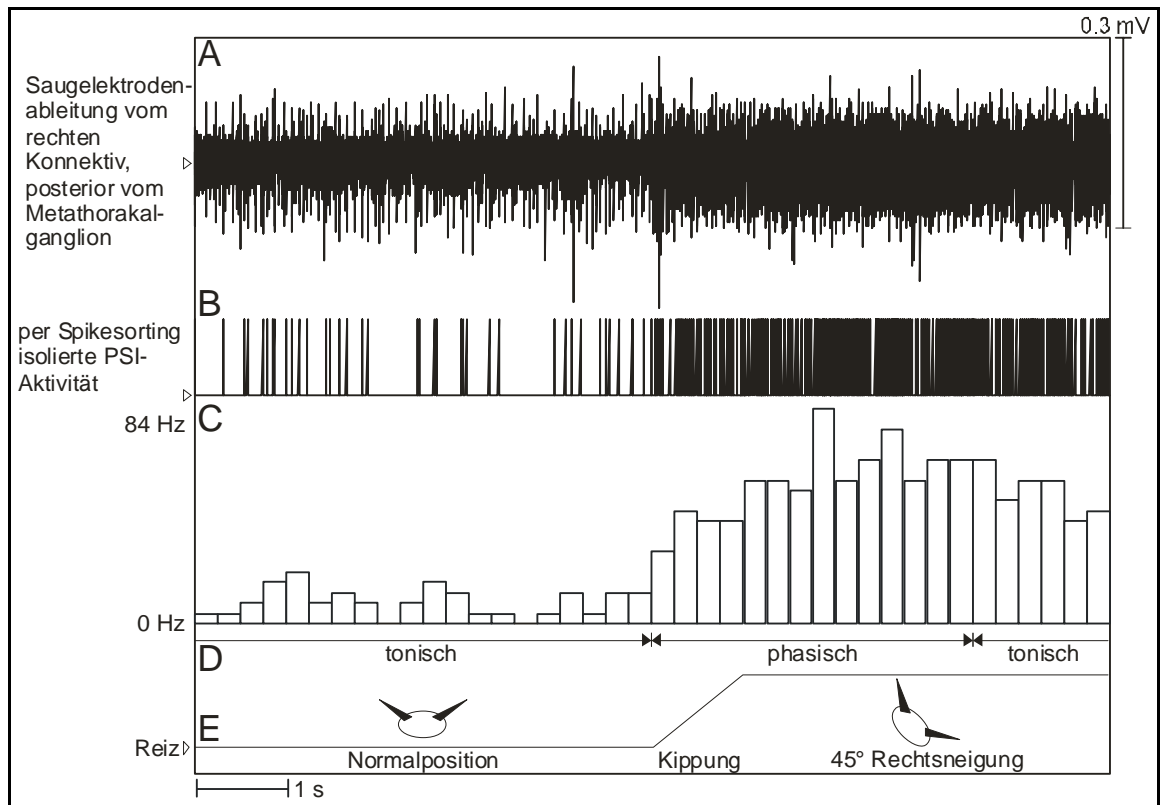 0.3 mV
A
Saugelektroden-
ableitung vom
rechten
Konnektiv,
posterior vom
Metathorakal-
ganglion
B
per Spikesorting
isolierte PSI-
Aktivität
C
84 Hz
0 Hz
D
tonisch
phasisch
tonisch
E
Reiz
Normalposition
Kippung
45° Rechtsneigung
1 s